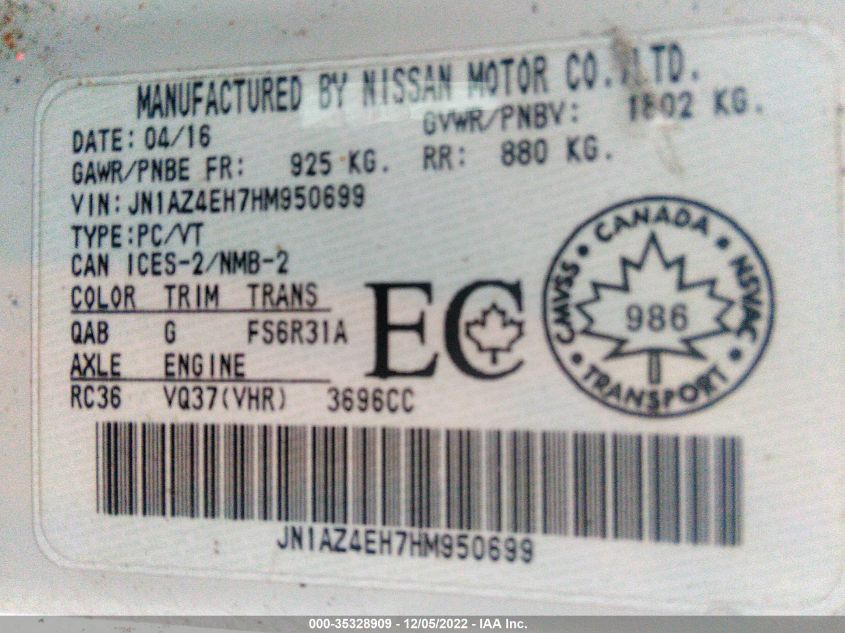 MANUFACTURED BY NISSAN MOTOR CO., LTD.
DATE: 04/16 GVWR/PNBV: 1802 KG.
GAWR/PNBE FR: 925 KG. RR: 880 KG.
VIN: JN1AZ4EH7HM950699
TYPE:PC/VT
CAN ICES-2/NMB-2
COLOR TRIM TRANS
QAB G FS6R31A
AXLE ENGINE
RC36 VQ37(VHR) 3696CC
EC
CANADA
CMVSS 986 NSVAC
TRANSPORT
JN1AZ4EH7HM950699
000-35328909 - 12/05/2022 - IAA Inc.